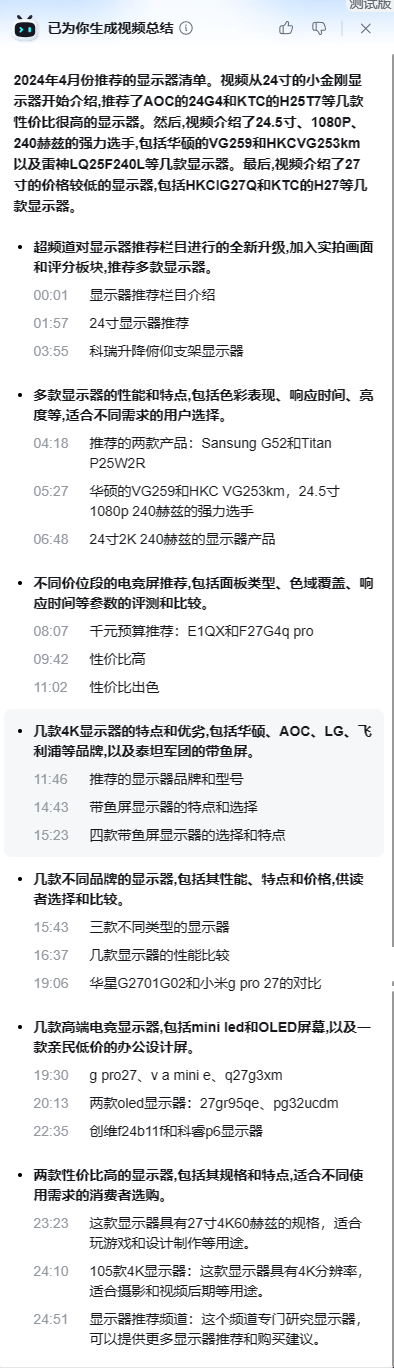 测试版
已为你生成视频总结
2024年4月份推荐的显示器清单。视频从24寸的小金刚显
示器开始介绍,推荐了AOC的24G4和KTC的H25T7等几款
性价比很高的显示器。然后,视频介绍了24.5寸、1080P、
240赫兹的强力选手,包括华硕的VG259和HKCVG253km
以及雷神LQ25F240L等几款显示器。最后,视频介绍了27
寸的价格较低的显示器,包括HKCIG27Q和KTC的H27等几
款显示器。
超频道对显示器推荐栏目进行的全新升级,加入实拍画面
和评分板块,推荐多款显示器。
00:01 显示器推荐栏目介绍
01:57 24寸显示器推荐
03:55 科瑞升降俯仰支架显示器
多款显示器的性能和特点,包括色彩表现、响应时间、亮
度等,适合不同需求的用户选择。
04:18 推荐的两款产品：Sansung G52和Titan
P25W2R
05:27 华硕的VG259和HKC VG253km，24.5寸
1080p 240赫兹的强力选手
06:48 24寸2K 240赫兹的显示器产品
不同价位段的电竞屏推荐,包括面板类型、色域覆盖、响
应时间等参数的评测和比较。
08:07 千元预算推荐：E1QX和F27G4q pro
09:42 性价比高
11:02 性价比出色
几款4K显示器的特点和优劣,包括华硕、AOC、LG、飞
利浦等品牌,以及泰坦军团的带鱼屏。
11:46 推荐的显示器品牌和型号
14:43 带鱼屏显示器的特点和选择
15:23 四款带鱼屏显示器的选择和特点
几款不同品牌的显示器,包括其性能、特点和价格,供读
者选择和比较。
15:43 三款不同类型的显示器
16:37 几款显示器的性能比较
19:06 华星G2701G02和小米g pro 27的对比
几款高端电竞显示器,包括mini led和OLED屏幕,以及一
款亲民低价的办公设计屏。
19:30 g pro27、v a mini e、q27g3xm
20:13 两款oled显示器：27gr95qe、pg32ucdm
22:35 创维f24b11f和科睿p6显示器
两款性价比高的显示器,包括其规格和特点,适合不同使
用需求的消费者选购。
23:23 这款显示器具有27寸4K60赫兹的规格，适合
玩游戏和设计制作等用途。
24:10 105款4K显示器：这款显示器具有4K分辨率，
适合摄影和视频后期等用途。
24:51 显示器推荐频道：这个频道专门研究显示器，
可以提供更多显示器推荐和购买建议。